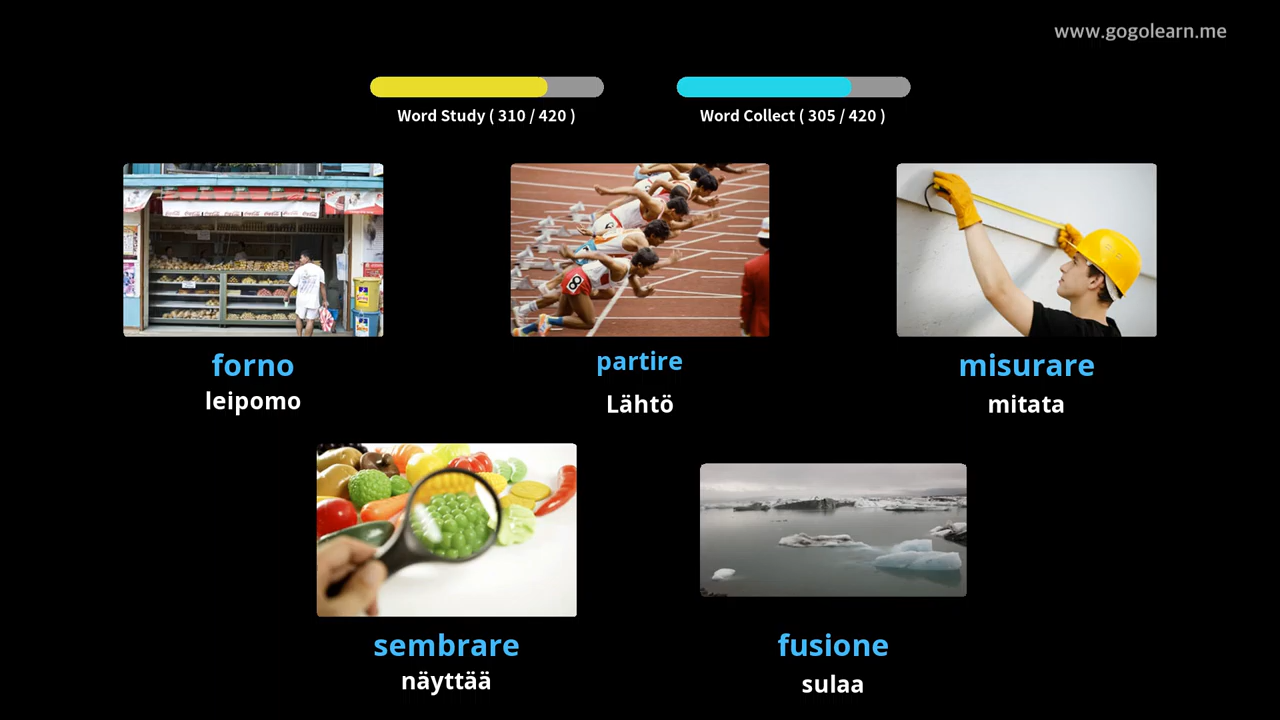 www.gogolearn.me
Word Study ( 310 / 420 )
Word Collect ( 305 / 420 )
forno
leipomo
partire
Lähtö
misurare
mitata
8
sembrare
näyttää
fusione
sulaa